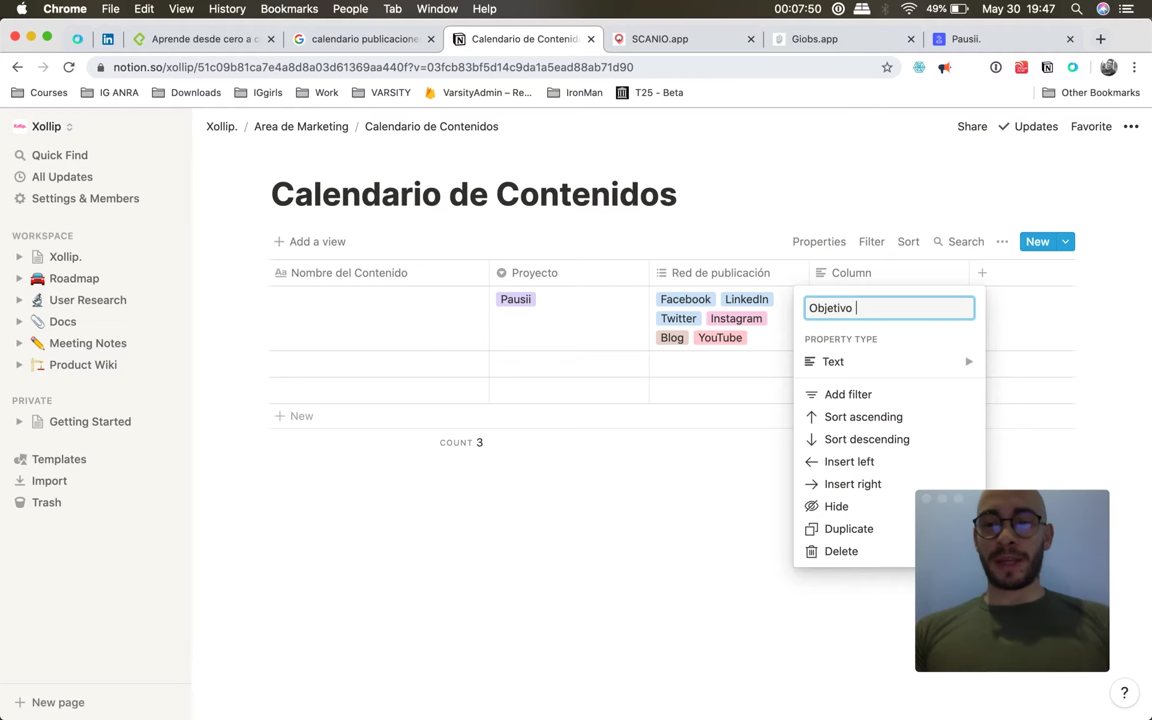 Chrome File Edit View History Bookmarks People Tab Window Help 00:07:50 49% May 30 19:47
Aprende desde cero a c calendario publicacione Calendario de Contenid SCANIO.app Giobs.app Pausii.
notion.so/xollip/51c09b81ca7e4a8d8a03d61369aa440f?v=03fcb83bf5d14c9da1a5ead88ab71d90
Courses IG ANRA Downloads IGgirls Work VARSITY VarsityAdmin – Re... IronMan T25 - Beta Other Bookmarks
Xollip
Xollip. / Area de Marketing / Calendario de Contenidos
Share Updates Favorite
Quick Find
All Updates
Settings & Members
WORKSPACE
Xollip.
Roadmap
User Research
Docs
Meeting Notes
Product Wiki
PRIVATE
Getting Started
Templates
Import
Trash
New page
Calendario de Contenidos
Add a view
Properties Filter Sort Search New
Aa Nombre del Contenido Proyecto Red de publicación Column
Pausii
Facebook LinkedIn
Twitter Instagram
Blog YouTube
New
COUNT 3
Objetivo
PROPERTY TYPE
Text
Add filter
Sort ascending
Sort descending
Insert left
Insert right
Hide
Duplicate
Delete
?